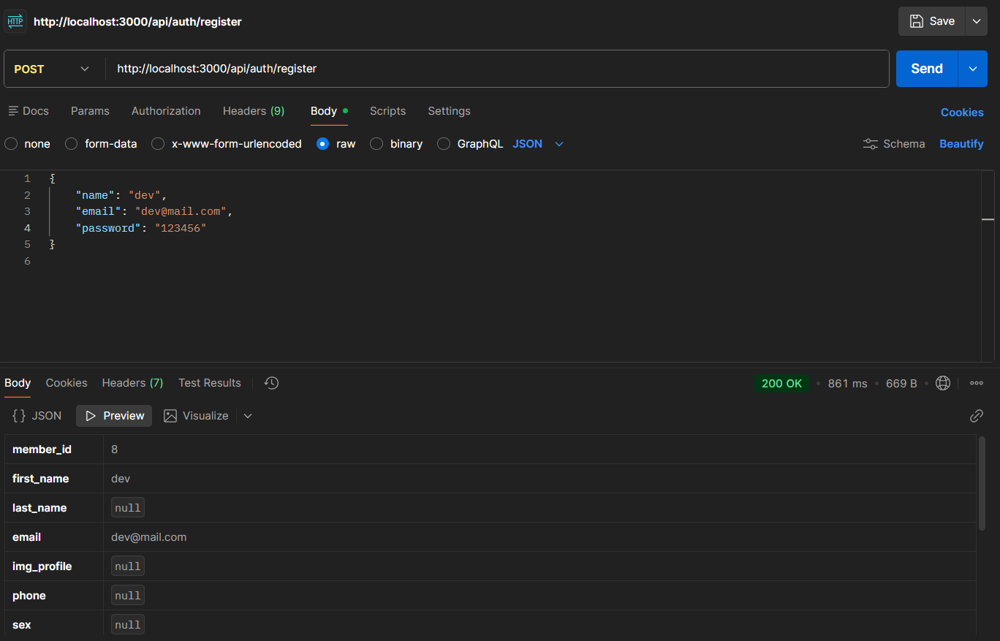 HTTP http://localhost:3000/api/auth/register Save
POST http://localhost:3000/api/auth/register Send
Docs Params Authorization Headers (9) Body Scripts Settings Cookies
none form-data x-www-form-urlencoded raw binary GraphQL JSON Schema Beautify
1 {
2 "name": "dev",
3 "email": "dev@mail.com",
4 "password": "123456"
5 }
6
Body Cookies Headers (7) Test Results 200 OK • 861 ms • 669 B •
{} JSON Preview Visualize
member_id 8
first_name dev
last_name null
email dev@mail.com
img_profile null
phone null
sex null